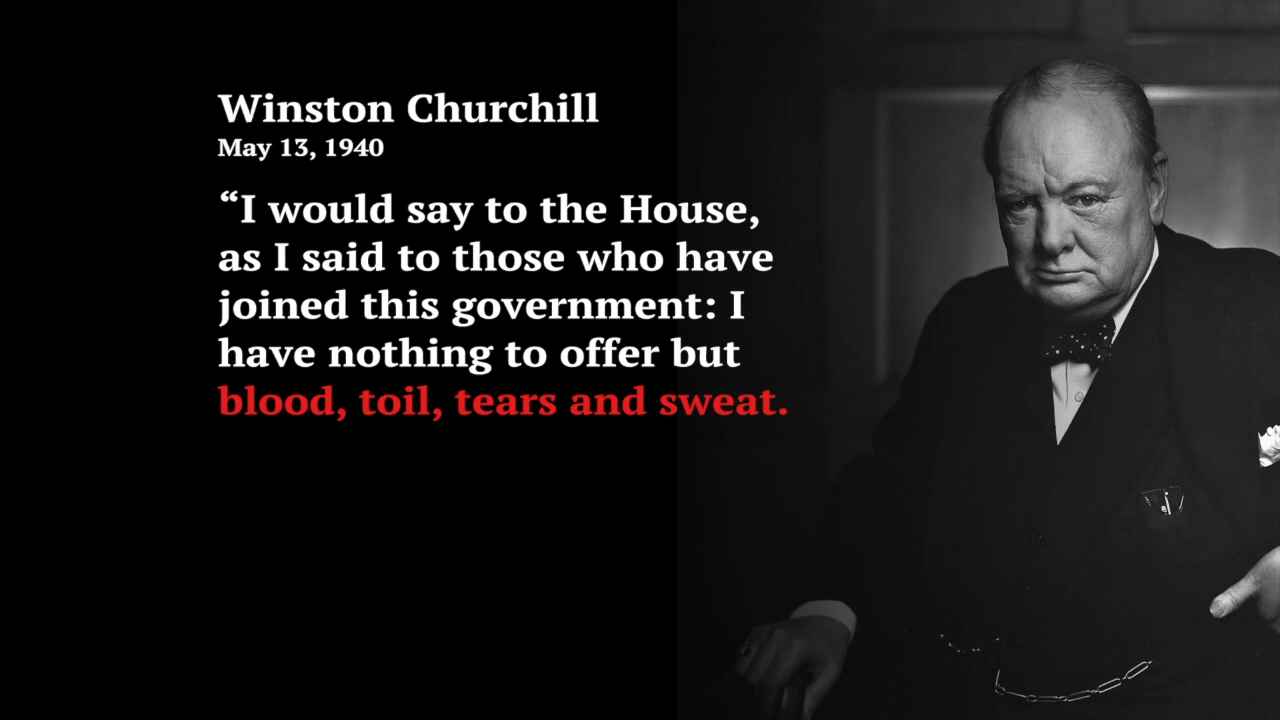 Winston Churchill
May 13, 1940
“I would say to the House,
as I said to those who have
joined this government: I
have nothing to offer but
blood, toil, tears and sweat.